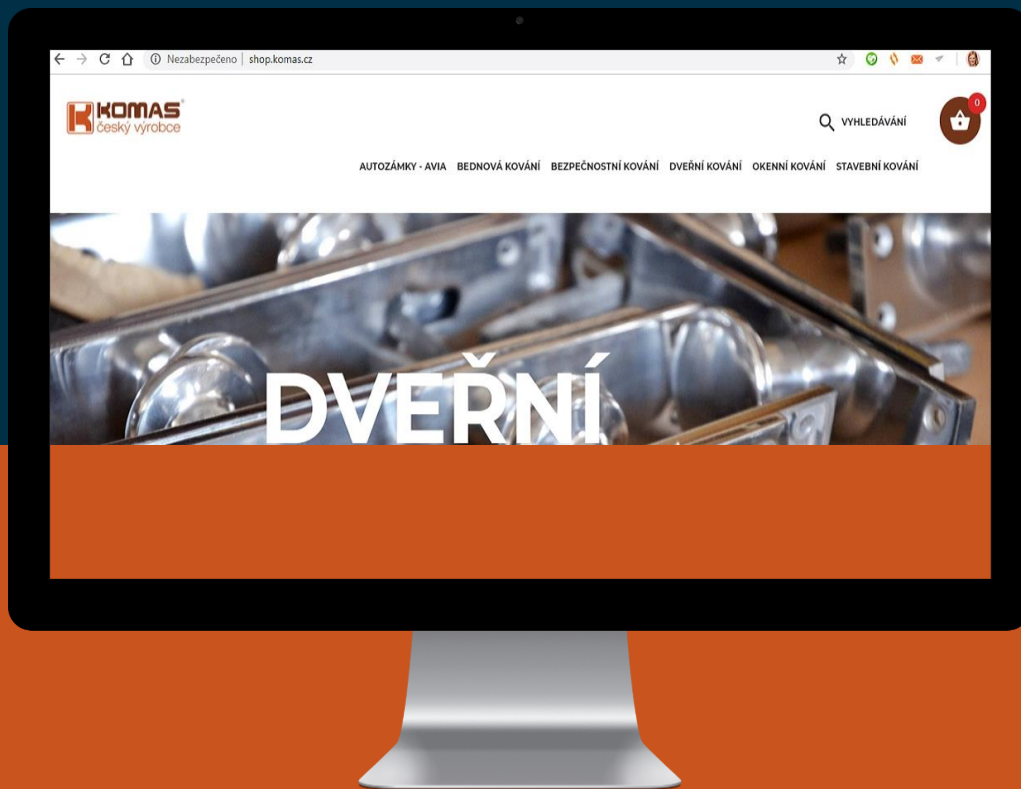 Nezabezpečeno | shop.komas.cz
KOMAS®
český výrobce
VYHLEDÁVÁNÍ
0
AUTOZÁMKY - AVIA BEDNOVÁ KOVÁNÍ BEZPEČNOSTNÍ KOVÁNÍ DVEŘNÍ KOVÁNÍ OKENNÍ KOVÁNÍ STAVEBNÍ KOVÁNÍ
DVEŘNÍ